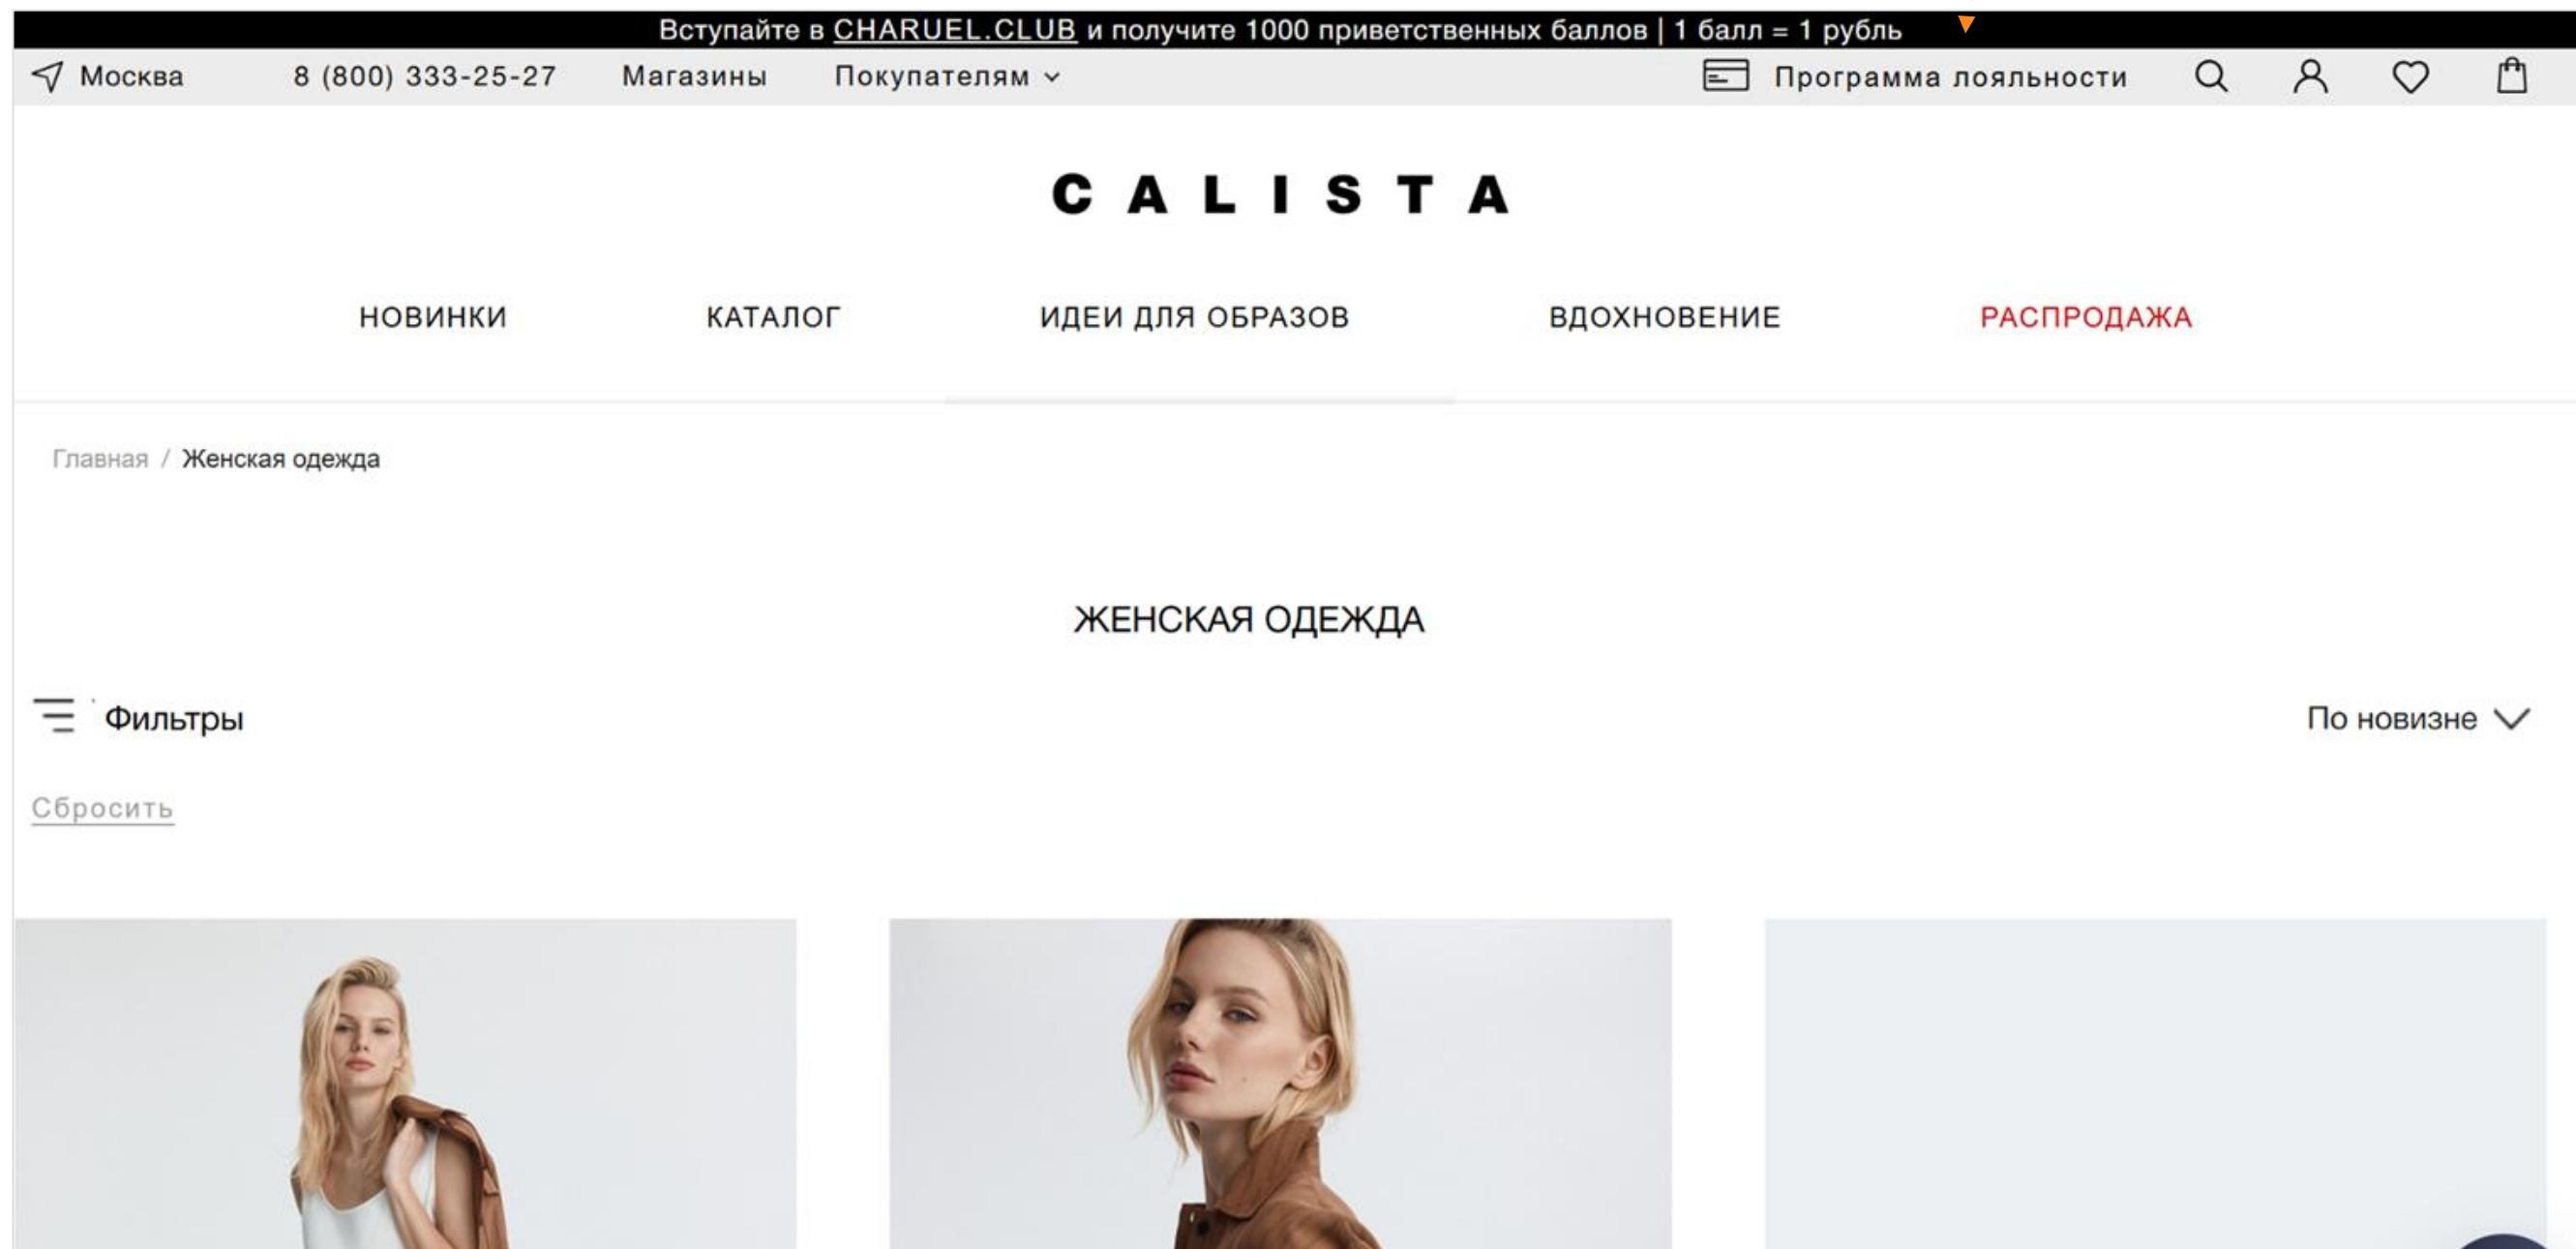 Вступайте в CHARUEL.CLUB и получите 1000 приветственных баллов | 1 балл = 1 рубль
Москва 8 (800) 333-25-27 Магазины Покупателям Программа лояльности
CALISTA
НОВИНКИ КАТАЛОГ ИДЕИ ДЛЯ ОБРАЗОВ ВДОХНОВЕНИЕ РАСПРОДАЖА
Главная / Женская одежда
ЖЕНСКАЯ ОДЕЖДА
Фильтры По новизне
Сбросить